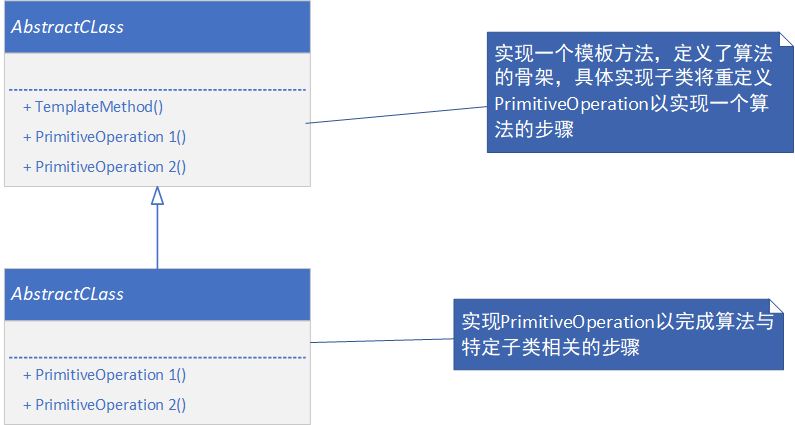 AbstractCLass
+ TemplateMethod()
+ PrimitiveOperation 1()
+ PrimitiveOperation 2()
实现一个模板方法，定义了算法
的骨架，具体实现子类将重定义
PrimitiveOperation以实现一个算
法的步骤
AbstractCLass
+ PrimitiveOperation 1()
+ PrimitiveOperation 2()
实现PrimitiveOperation以完成算法与
特定子类相关的步骤